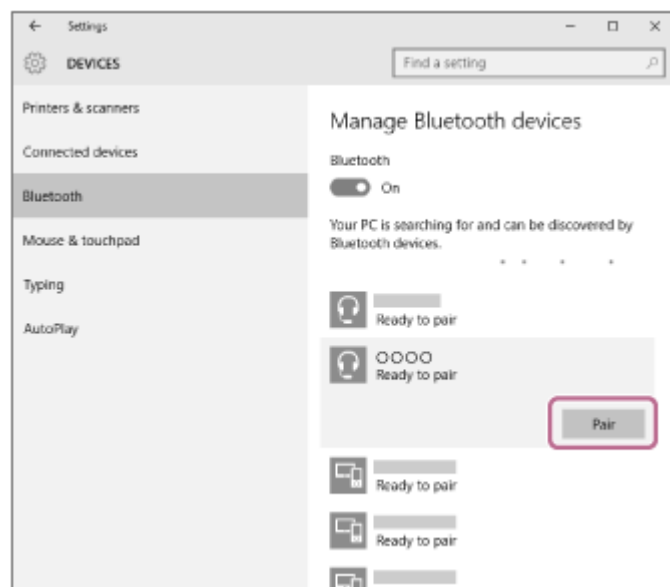 Settings
DEVICES
Find a setting
Printers & scanners
Connected devices
Bluetooth
Mouse & touchpad
Typing
AutoPlay
Manage Bluetooth devices
Bluetooth
On
Your PC is searching for and can be discovered by
Bluetooth devices.
Ready to pair
○○○○
Ready to pair
Pair
Ready to pair
Ready to pair